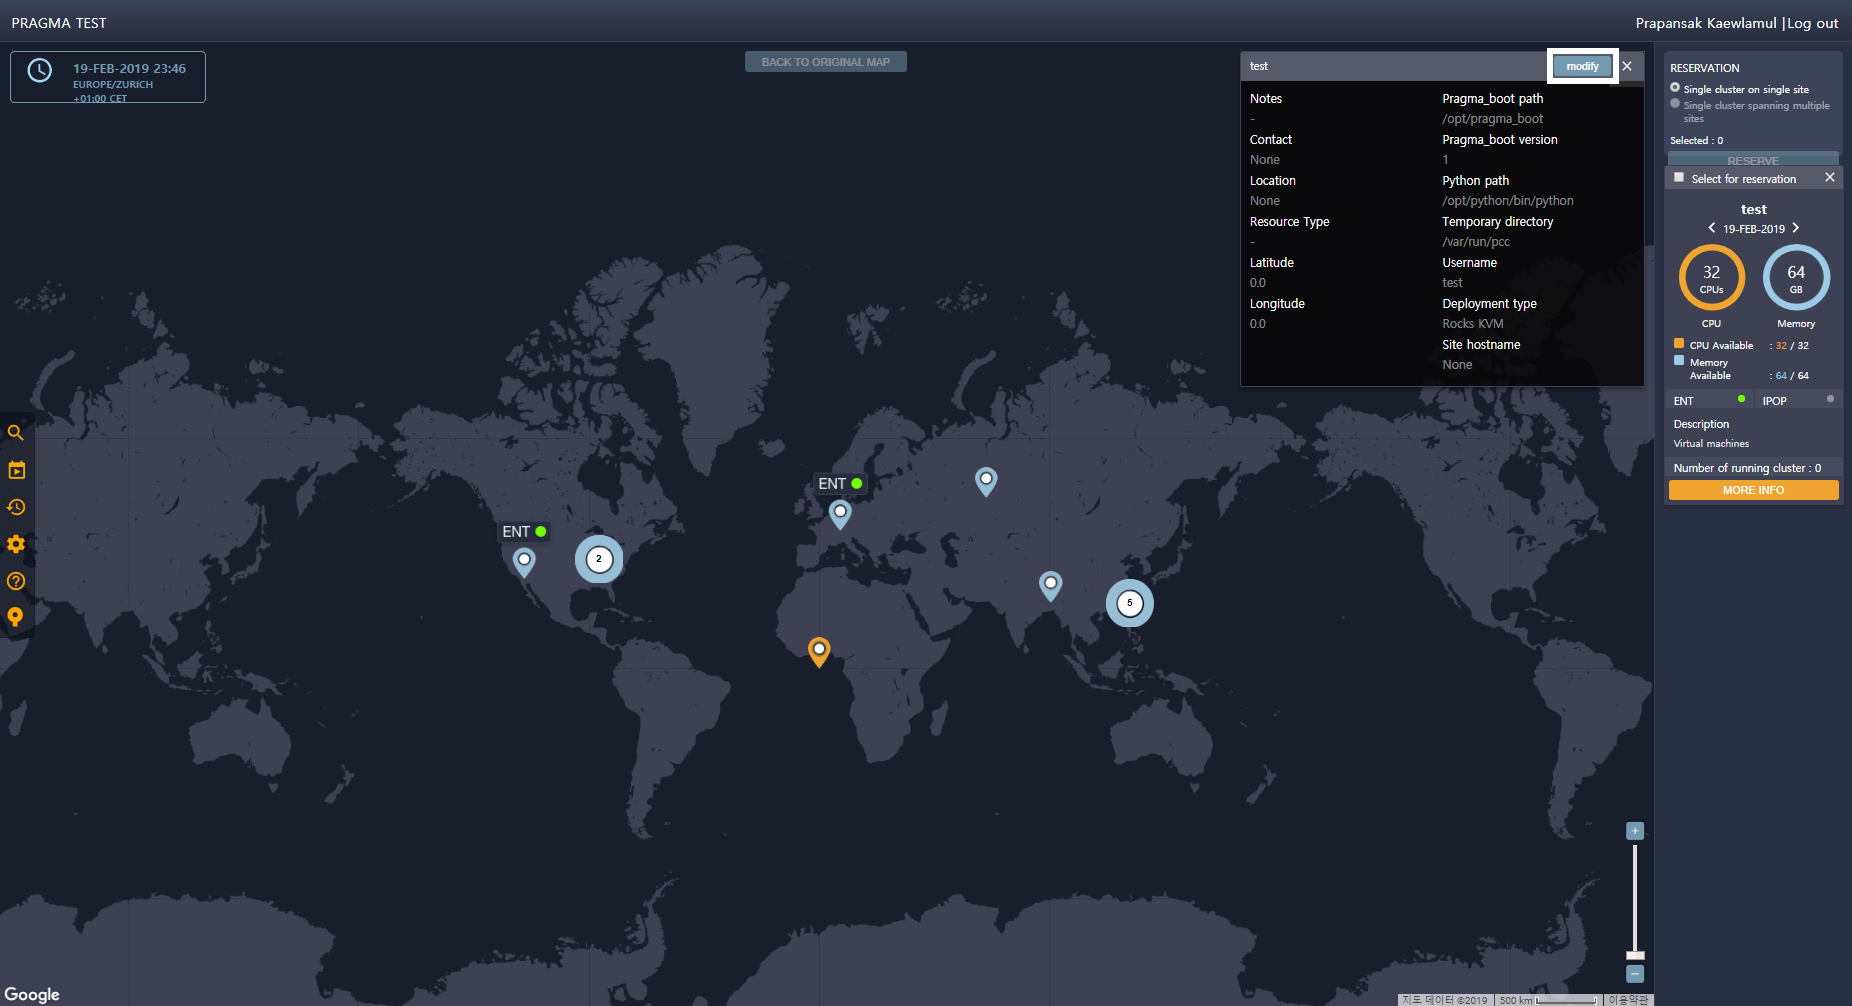 PRAGMA TEST
Prapansak Kaewlamul |Log out
19-FEB-2019 23:46
EUROPE/ZURICH
+01:00 CET
BACK TO ORIGINAL MAP
test
modify
Notes
-
Contact
None
Location
None
Resource Type
-
Latitude
0.0
Longitude
0.0
Pragma_boot path
/opt/pragma_boot
Pragma_boot version
1
Python path
/opt/python/bin/python
Temporary directory
/var/run/pcc
Username
test
Deployment type
Rocks KVM
Site hostname
None
RESERVATION
Single cluster on single site
Single cluster spanning multiple
sites
Selected : 0
RESERVE
Select for reservation
test
19-FEB-2019
32
CPUs
64
GB
CPU
Memory
CPU Available : 32 / 32
Memory
Available : 64 / 64
ENT
IPOP
Description
Virtual machines
Number of running cluster : 0
MORE INFO
ENT
ENT
2
5
+
−
Google
지도 데이터 ©2019
500 km
이용약관